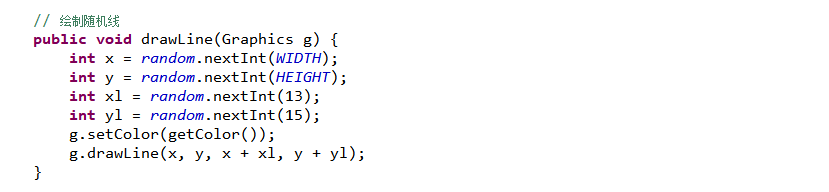 // 绘制随机线
public void drawLine(Graphics g) {
    int x = random.nextInt(WIDTH);
    int y = random.nextInt(HEIGHT);
    int xl = random.nextInt(13);
    int yl = random.nextInt(15);
    g.setColor(getColor());
    g.drawLine(x, y, x + xl, y + yl);
}